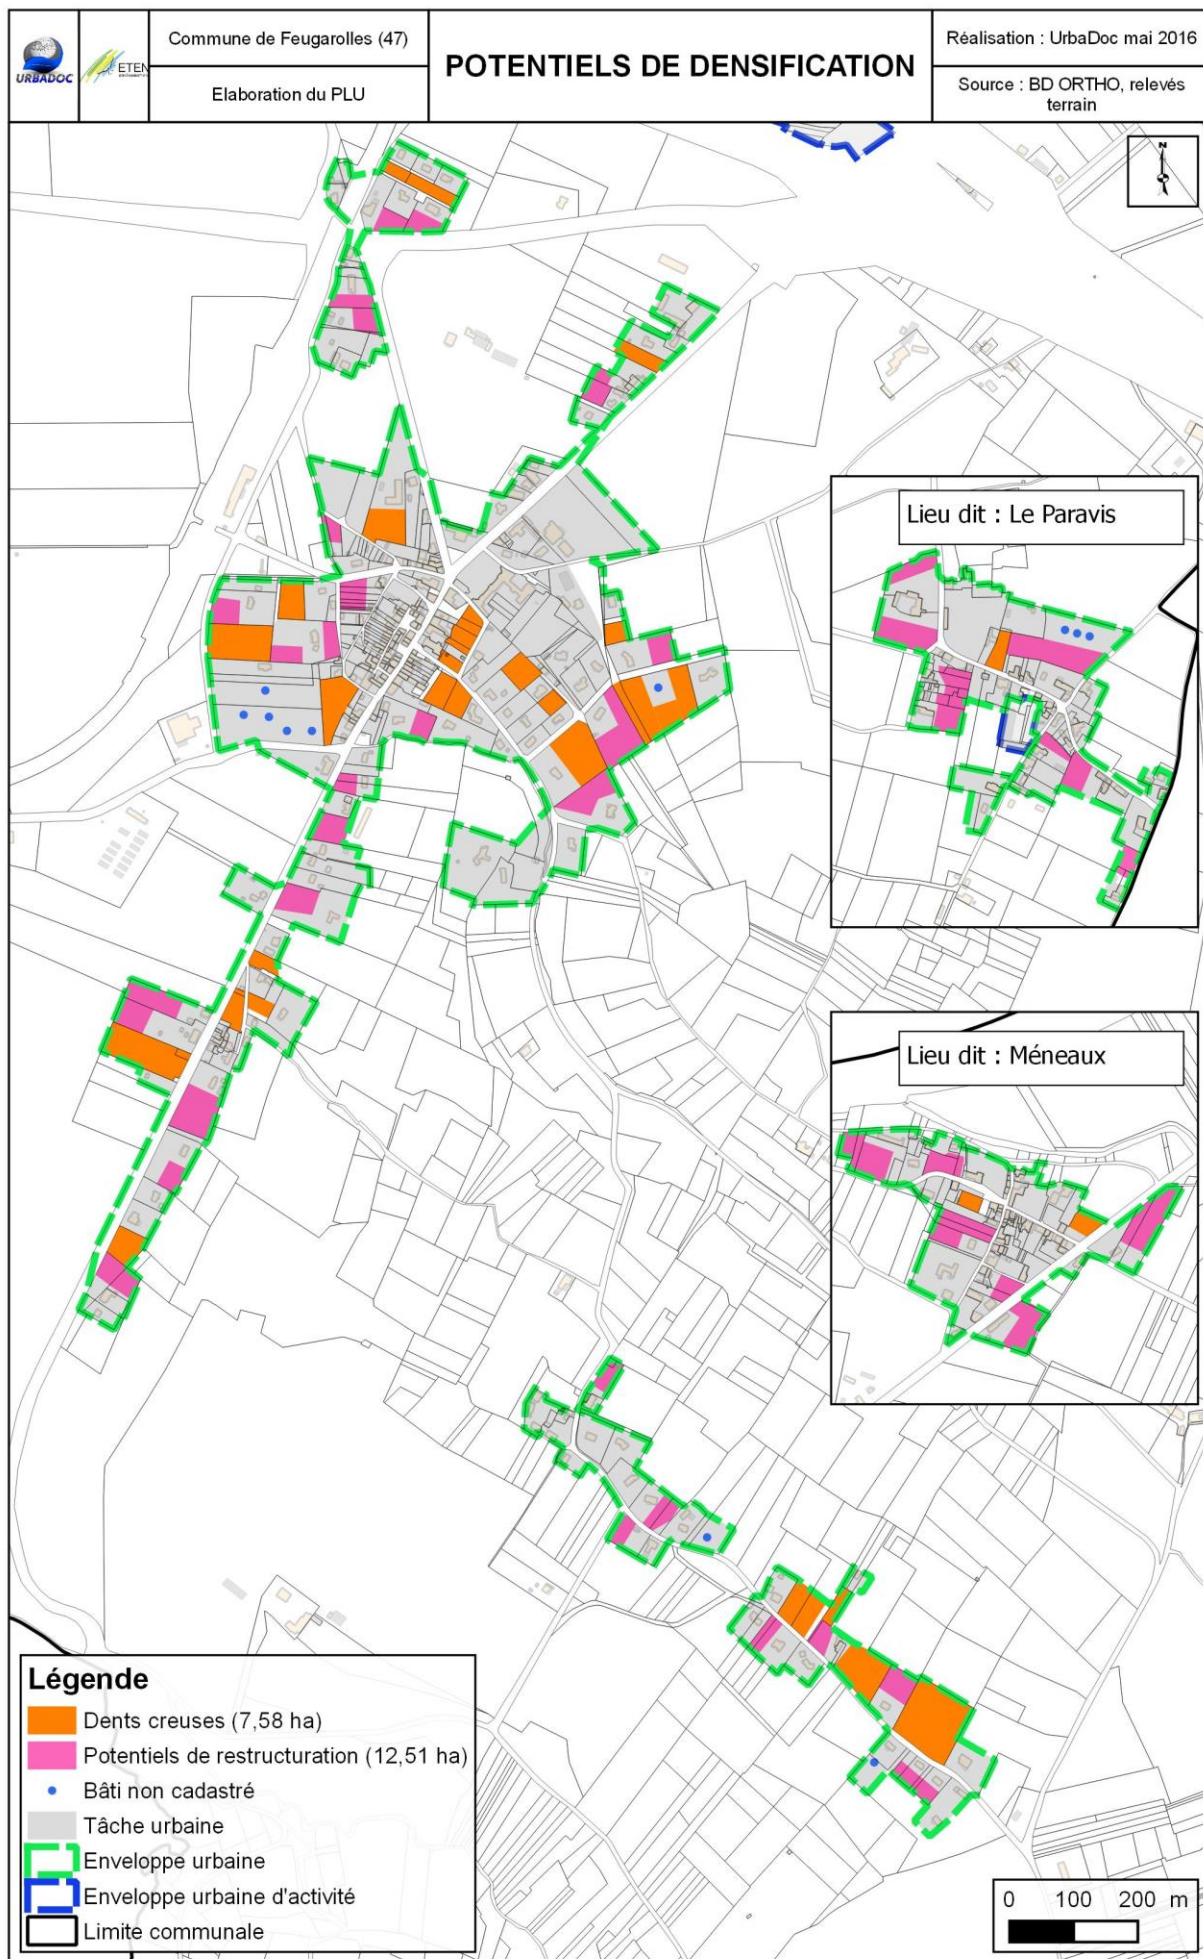 URBADOC
ETEN
Commune de Feugarolles (47)
Elaboration du PLU
POTENTIELS DE DENSIFICATION
Réalisation : UrbaDoc mai 2016
Source : BD ORTHO, relevés
terrain
N
Lieu dit : Le Paravis
Lieu dit : Méneaux
Légende
Dents creuses (7,58 ha)
Potentiels de restructuration (12,51 ha)
Bâti non cadastré
Tâche urbaine
Enveloppe urbaine
Enveloppe urbaine d'activité
Limite communale
0 100 200 m